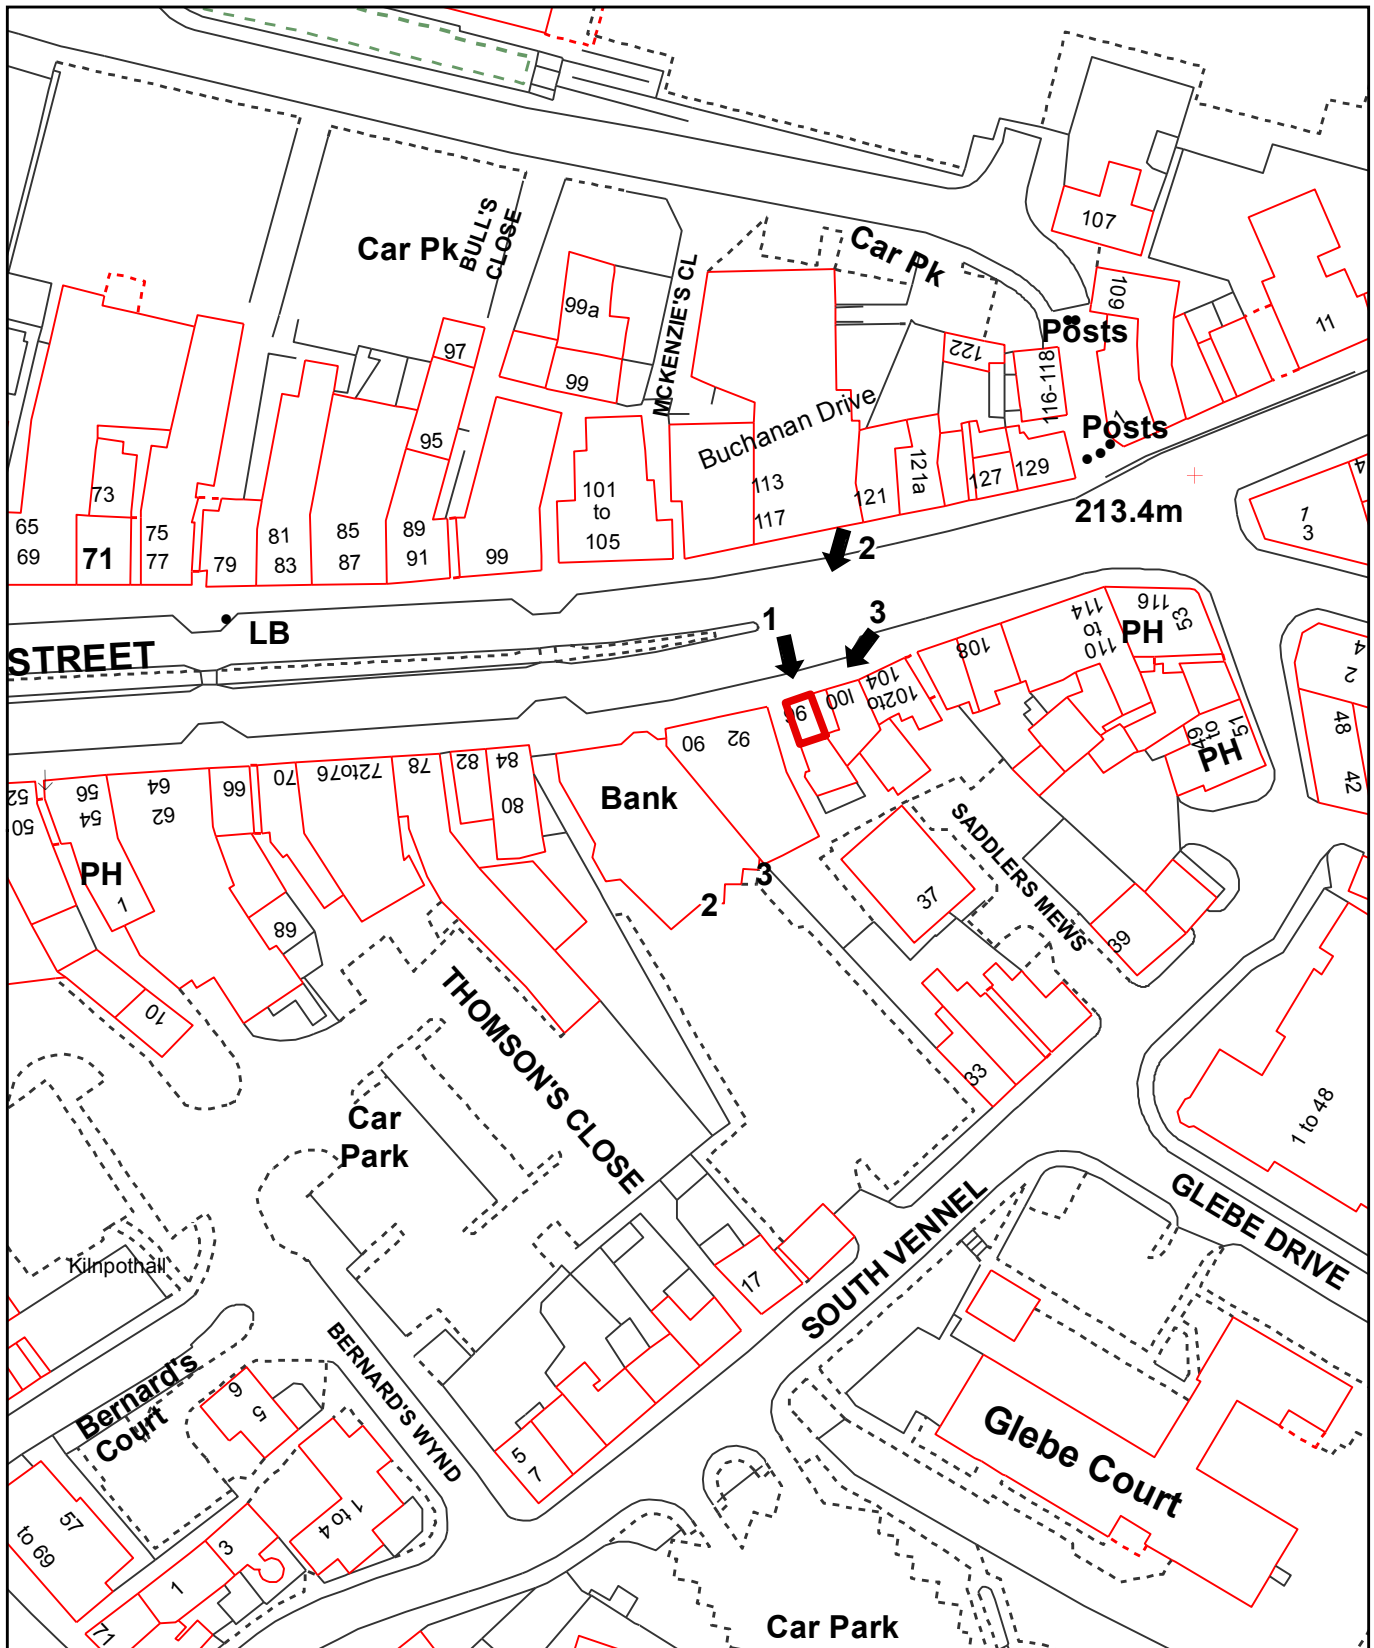 Car Pk
BULL'S
CLOSE
MCKENZIE'S CL
Car Pk
107
109
11
Posts
99a
97
99
95
122
116-118
Buchanan Drive
Posts
1
73
65
69
71
75
77
79
81
83
85
87
89
91
99
101
to
105
113
117
121
121a
127
129
213.4m
1
3
4
2
1
3
LB
STREET
114
to
110
116
53
PH
108
104
102to
100
96
92
90
4
2
48
42
51
to
49
PH
52
50
56
54
64
62
66
70
72to76
78
82
84
80
Bank
PH
1
68
10
3
2
37
SADDLERS MEWS
39
33
THOMSON'S CLOSE
Car
Park
1 to 48
GLEBE DRIVE
SOUTH VENNEL
17
Kilnpothall
BERNARD'S WYND
Bernard's
Court
6
5
5
7
Glebe Court
57
to 69
1 to 4
3
1
71
Car Park